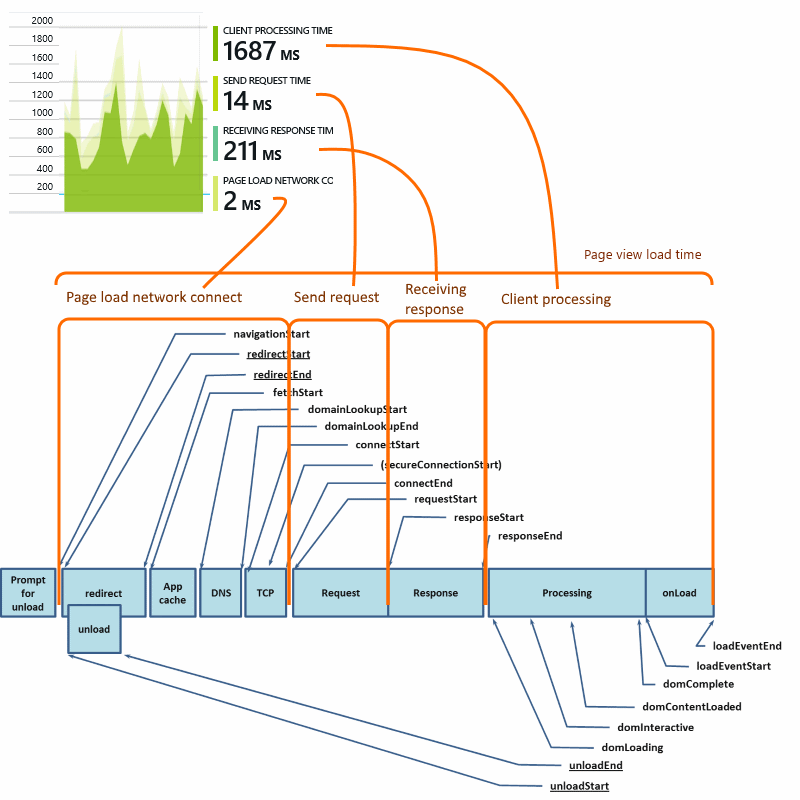 2000
1800
1600
1400
1200
1000
800
600
400
200
CLIENT PROCESSING TIME
1687 MS
SEND REQUEST TIME
14 MS
RECEIVING RESPONSE TIM
211 MS
PAGE LOAD NETWORK CO
2 MS
Page view load time
Page load network connect
Send request
Receiving
response
Client processing
navigationStart
redirectStart
redirectEnd
fetchStart
domainLookupStart
domainLookupEnd
connectStart
(secureConnectionStart)
connectEnd
requestStart
responseStart
responseEnd
Prompt
for
unload
redirect
unload
App
cache
DNS
TCP
Request
Response
Processing
onLoad
loadEventEnd
loadEventStart
domComplete
domContentLoaded
domInteractive
domLoading
unloadEnd
unloadStart